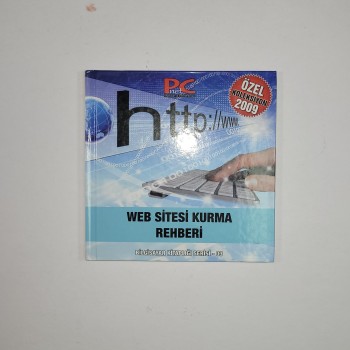 PC
net
ÖZEL
KOLEKSİYON
2009
http://www.
WEB SİTESİ KURMA
REHBERİ